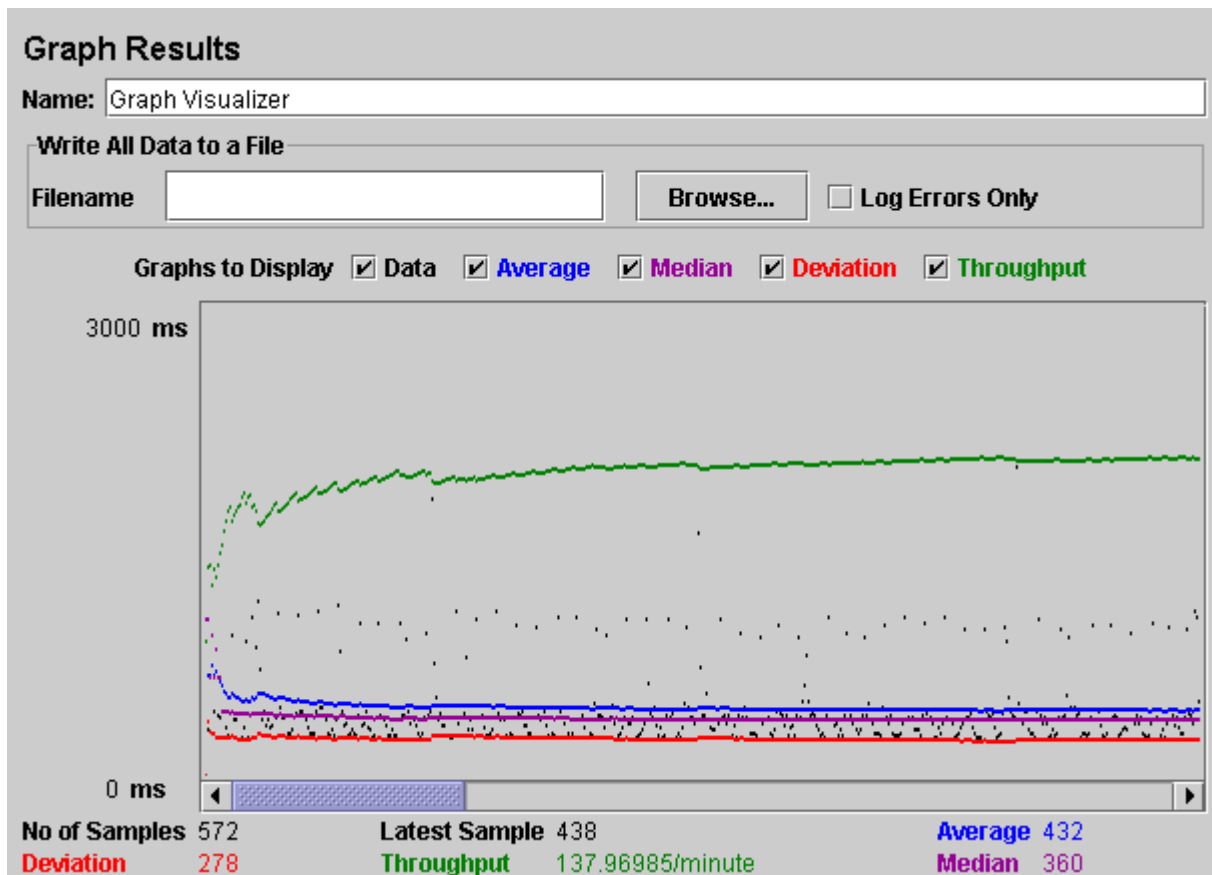 Graph Results
Name: Graph Visualizer
Write All Data to a File
Filename Browse... Log Errors Only
Graphs to Display Data Average Median Deviation Throughput
3000 ms
0 ms
No of Samples 572 Latest Sample 438 Average 432
Deviation 278 Throughput 137.96985/minute Median 360